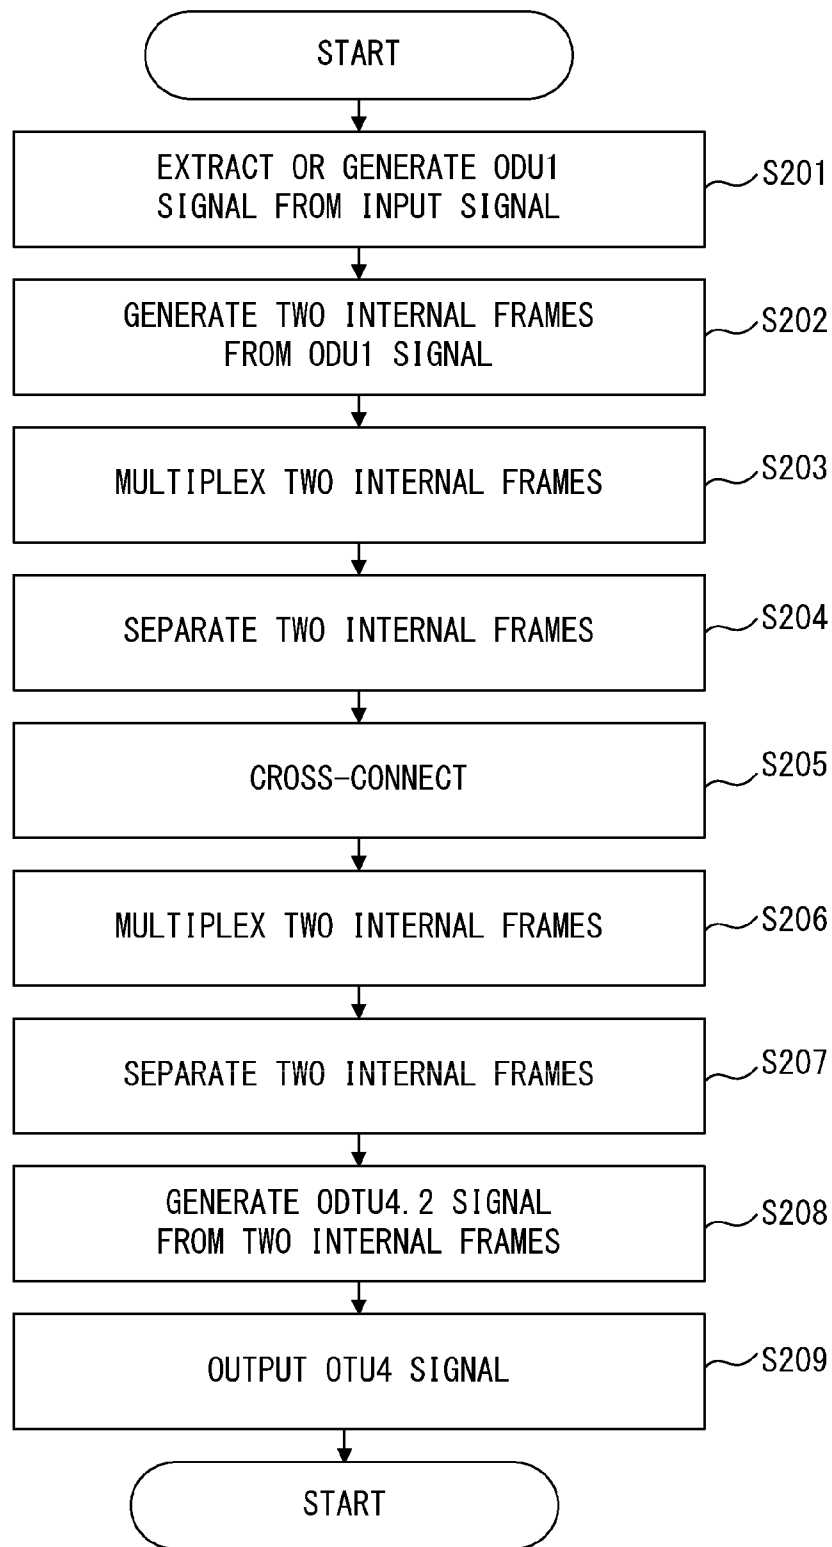 START
EXTRACT OR GENERATE ODU1
SIGNAL FROM INPUT SIGNAL
S201
GENERATE TWO INTERNAL FRAMES
FROM ODU1 SIGNAL
S202
MULTIPLEX TWO INTERNAL FRAMES
S203
SEPARATE TWO INTERNAL FRAMES
S204
CROSS-CONNECT
S205
MULTIPLEX TWO INTERNAL FRAMES
S206
SEPARATE TWO INTERNAL FRAMES
S207
GENERATE ODTU4.2 SIGNAL
FROM TWO INTERNAL FRAMES
S208
OUTPUT OTU4 SIGNAL
S209
START